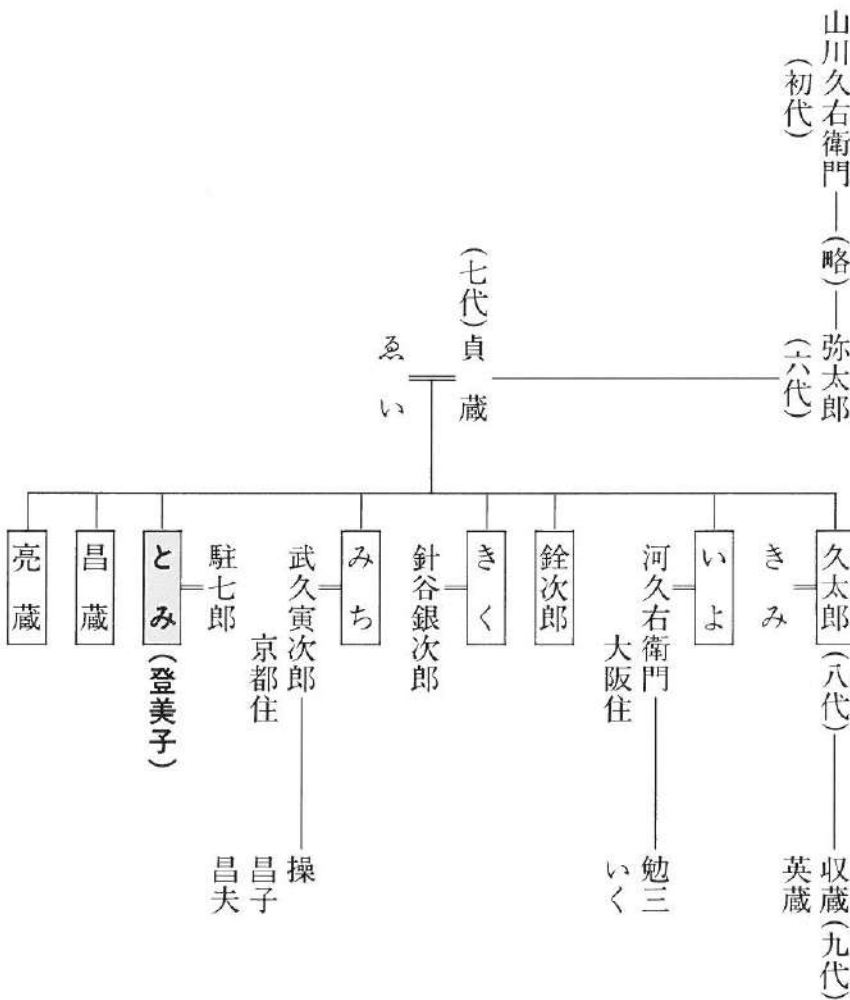 山川久右衛門
(初代)
(略)
弥太郎
(六代)
(七代)貞蔵
ゑい
久太郎(八代)
きみ
収蔵(九代)
英蔵
いよ
河久右衛門
大阪住
勉三
いく
銓次郎
きく
針谷銀次郎
みち
武久寅次郎
京都住
操
昌子
昌夫
とみ(登美子)
駐七郎
昌蔵
亮蔵